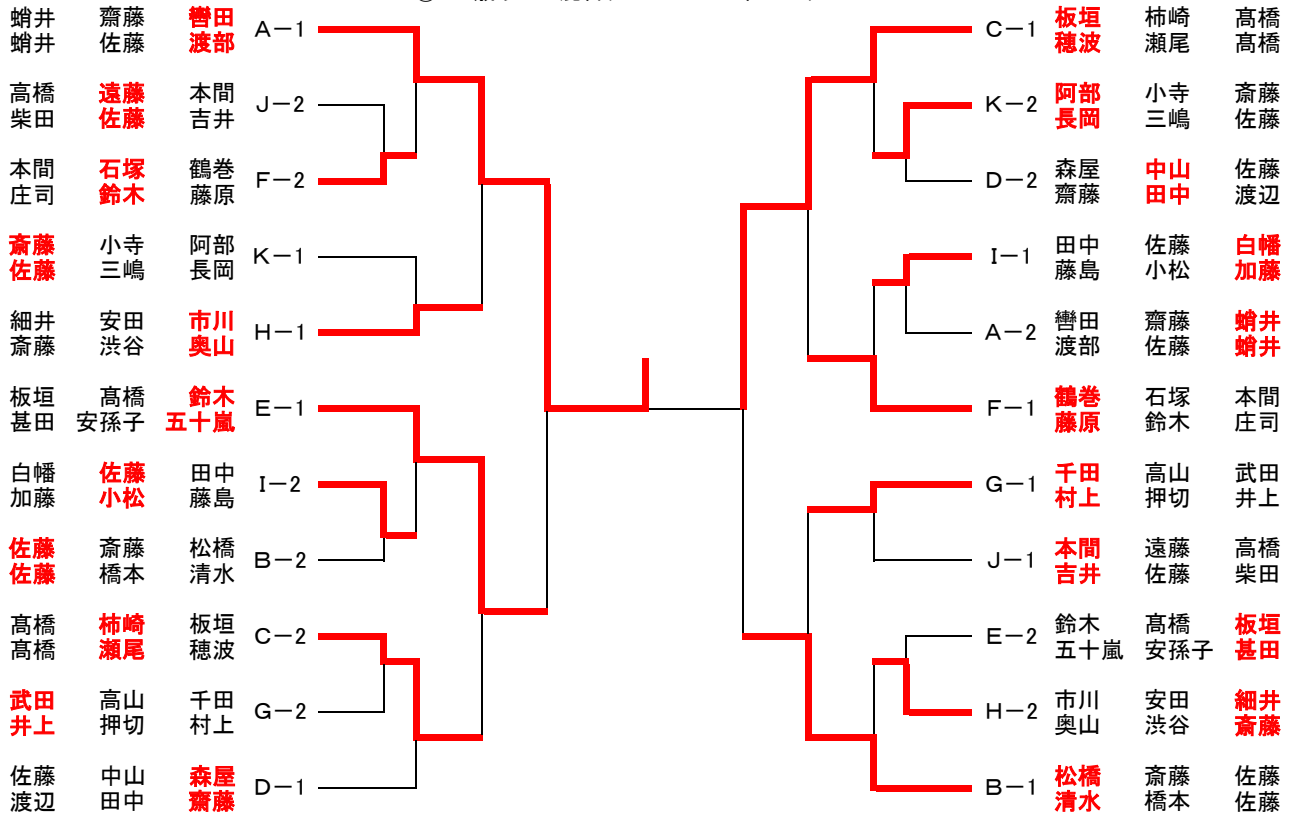 蛸井 齋藤 轡田 A－1
蛸井 佐藤 渡部
高橋 遠藤 本間 J－2
柴田 佐藤 吉井
本間 石塚 鶴巻 F－2
庄司 鈴木 藤原
斎藤 小寺 阿部 K－1
佐藤 三嶋 長岡
細井 安田 市川 H－1
斎藤 渋谷 奥山
板垣 髙橋 鈴木 E－1
甚田 安孫子 五十嵐
白幡 佐藤 田中 I－2
加藤 小松 藤島
佐藤 斎藤 松橋 B－2
佐藤 橋本 清水
髙橋 柿崎 板垣 C－2
髙橋 瀬尾 穂波
武田 高山 千田 G－2
井上 押切 村上
佐藤 中山 森屋 D－1
渡辺 田中 齋藤
C－1 板垣 柿崎 髙橋
穂波 瀬尾 髙橋
K－2 阿部 小寺 斎藤
長岡 三嶋 佐藤
D－2 森屋 中山 佐藤
齋藤 田中 渡辺
I－1 田中 佐藤 白幡
藤島 小松 加藤
A－2 轡田 齋藤 蛸井
渡部 佐藤 蛸井
F－1 鶴巻 石塚 本間
藤原 鈴木 庄司
G－1 千田 高山 武田
村上 押切 井上
J－1 本間 遠藤 高橋
吉井 佐藤 柴田
E－2 鈴木 髙橋 板垣
五十嵐 安孫子 甚田
H－2 市川 安田 細井
奥山 渋谷 斎藤
B－1 松橋 斎藤 佐藤
清水 橋本 佐藤